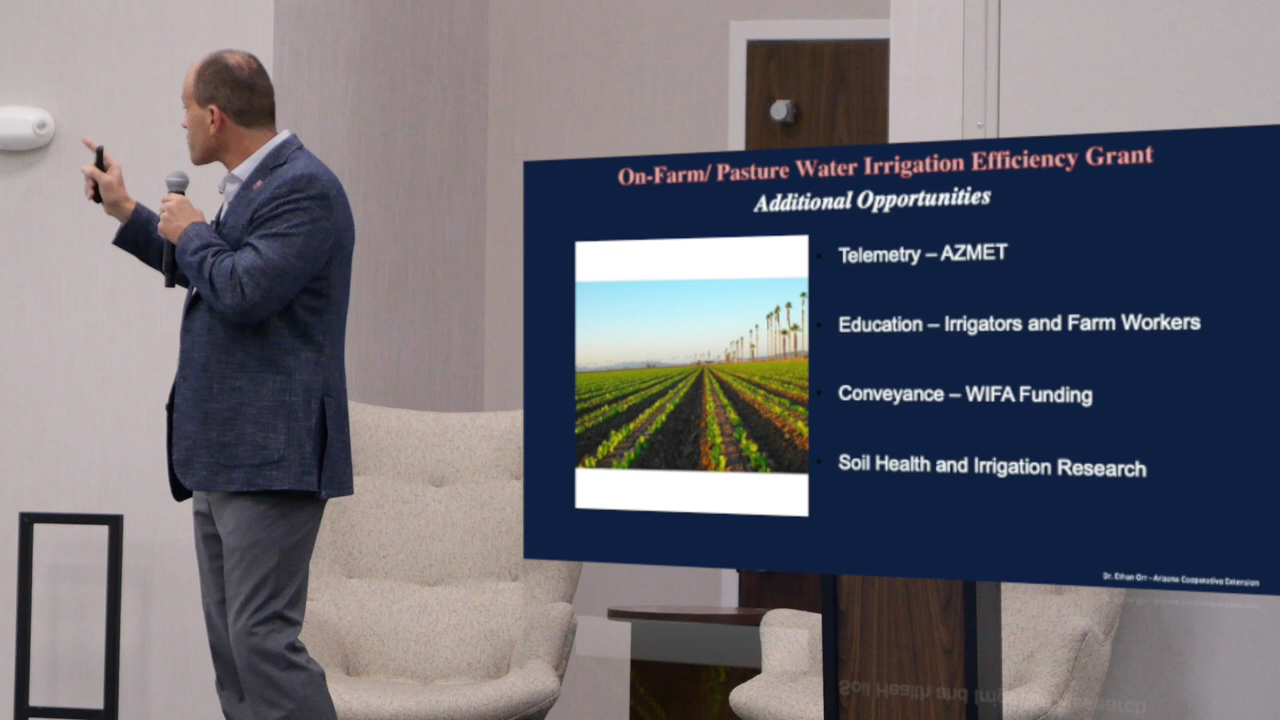 On-Farm/ Pasture Water Irrigation Efficiency Grant
Additional Opportunities
Telemetry – AZMET
Education – Irrigators and Farm Workers
Conveyance – WIFA Funding
Soil Health and Irrigation Research
Dr. Ethan Orr - Arizona Cooperative Extension